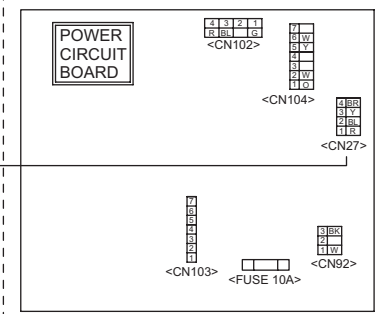 POWER
CIRCUIT
BOARD
4 3 2 1
R BL G
<CN102>
7
6 W
5 Y
4
3
2 W
1 O
<CN104>
4 BR
3 Y
2 BL
1 R
<CN27>
7
6
5
4
3
2
1
<CN103>
<FUSE 10A>
3 BK
2
1 W
<CN92>